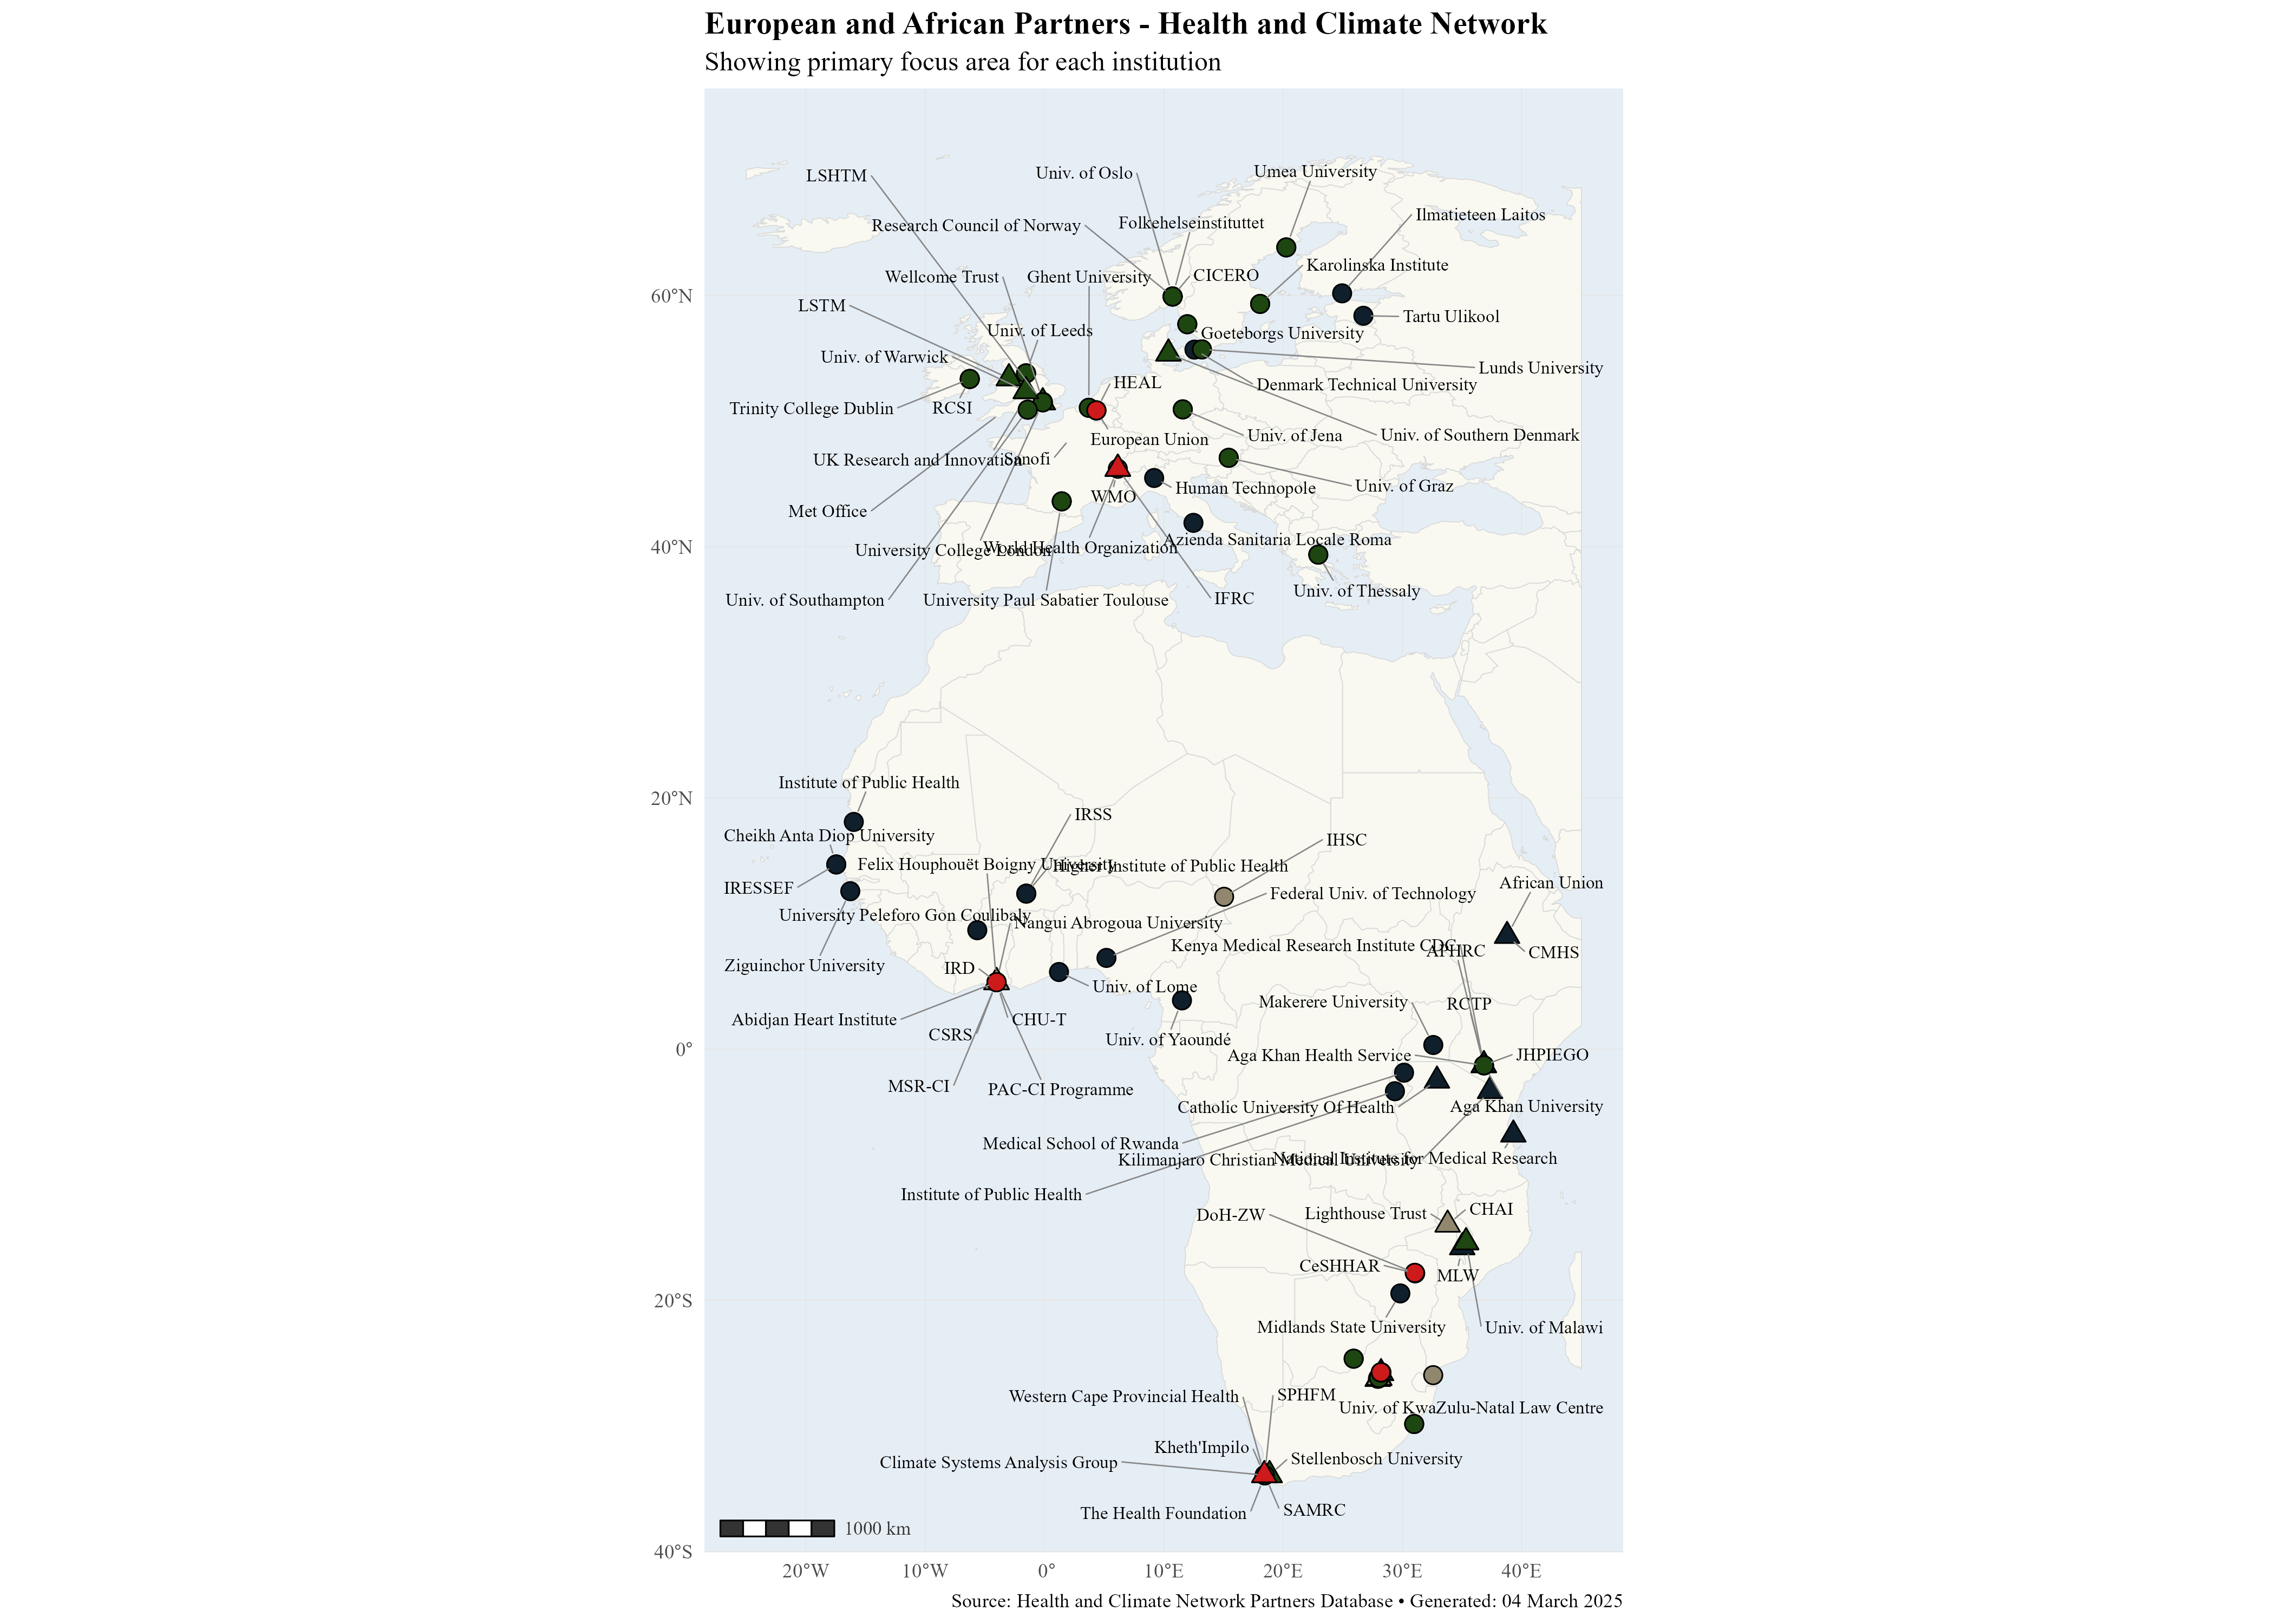 European and African Partners - Health and Climate Network
Showing primary focus area for each institution
LSHTM
Univ. of Oslo
Umea University
Research Council of Norway
Folkehelseinstituttet
Ilmatieteen Laitos
Wellcome Trust
Ghent University
CICERO
Karolinska Institute
60°N
LSTM
Tartu Ulikool
Univ. of Leeds
Goeteborgs University
Univ. of Warwick
Lunds University
HEAL
Denmark Technical University
Trinity College Dublin
RCSI
European Union
Univ. of Jena
Univ. of Southern Denmark
UK Research and Innovation
Sanofi
Human Technopole
Univ. of Graz
WMO
Met Office
40°N
University College London
World Health Organization
Azienda Sanitaria Locale Roma
Univ. of Southampton
University Paul Sabatier Toulouse
IFRC
Univ. of Thessaly
Institute of Public Health
20°N
IRSS
Cheikh Anta Diop University
IHSC
Felix Houphouët Boigny University
Higher Institute of Public Health
IRESSEF
Federal Univ. of Technology
African Union
University Peleforo Gon Coulibaly
Nangui Abrogoua University
Kenya Medical Research Institute CDC
APHRC
CMHS
Ziguinchor University
IRD
Univ. of Lome
Makerere University
RCTP
Abidjan Heart Institute
CHU-T
CSRS
Univ. of Yaoundé
0°
Aga Khan Health Service
JHPIEGO
MSR-CI
PAC-CI Programme
Catholic University Of Health
Aga Khan University
Medical School of Rwanda
Kilimanjaro Christian Medical University
National Institute for Medical Research
Institute of Public Health
DoH-ZW
Lighthouse Trust
CHAI
CeSHHAR
MLW
20°S
Midlands State University
Univ. of Malawi
Western Cape Provincial Health
SPHFM
Univ. of KwaZulu-Natal Law Centre
Kheth'Impilo
Climate Systems Analysis Group
Stellenbosch University
The Health Foundation
SAMRC
1000 km
40°S
20°W
10°W
0°
10°E
20°E
30°E
40°E
Source: Health and Climate Network Partners Database • Generated: 04 March 2025